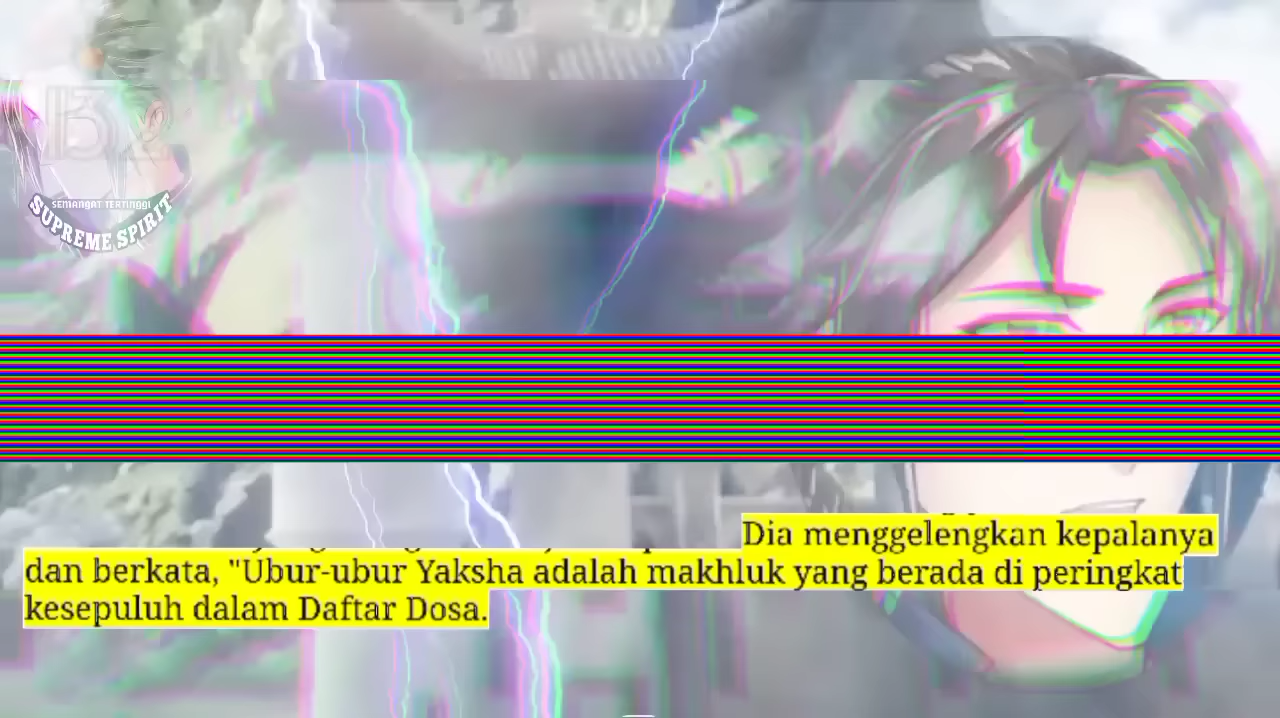 SEMANGAT TERTINGGI
SUPREME SPIRIT
Dia menggelengkan kepalanya
dan berkata, "Ubur-ubur Yaksha adalah makhluk yang berada di peringkat
kesepuluh dalam Daftar Dosa.